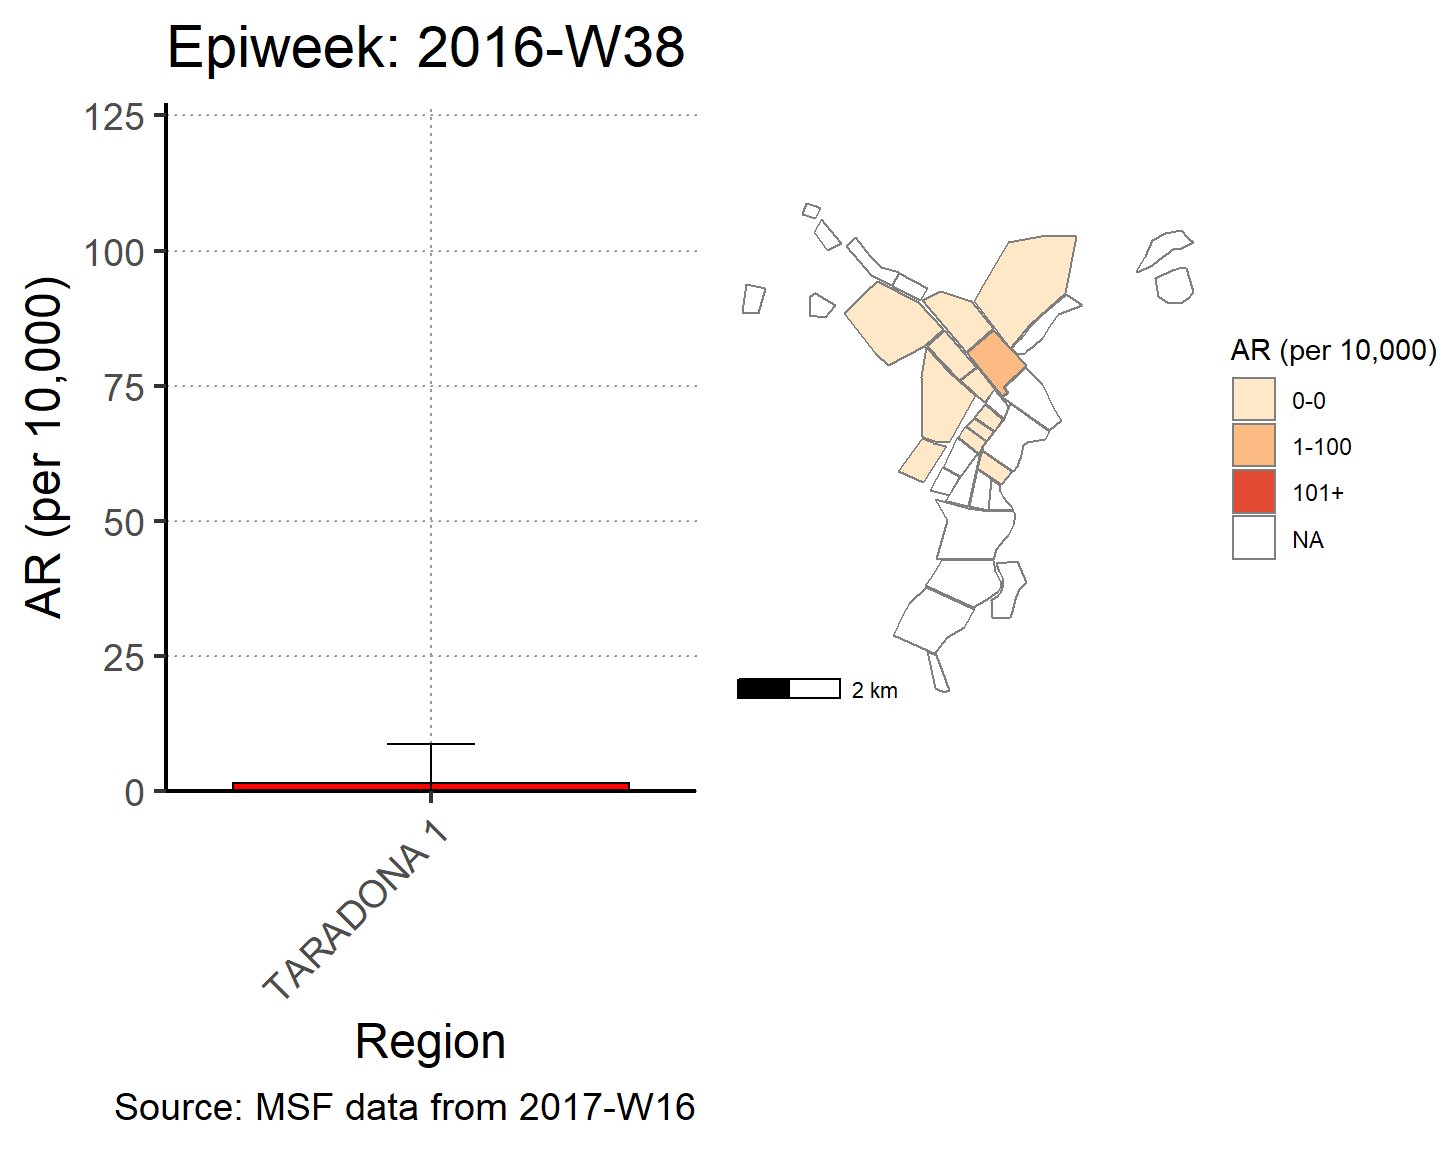 Epiweek: 2016-W38
AR (per 10,000)
125
100
75
50
25
0
TARADONA 1
Region
Source: MSF data from 2017-W16
2 km
AR (per 10,000)
0-0
1-100
101+
NA